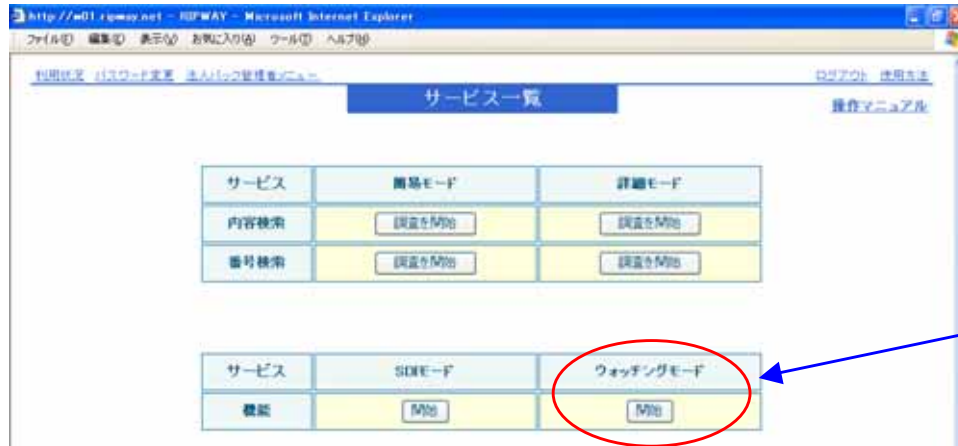 http://w01.ripway.net - RIPWAY - Microsoft Internet Explorer
ファイル(F) 編集(E) 表示(V) お気に入り(A) ツール(T) ヘルプ(H)
利用状況 パスワード変更 法人パック管理者メニュー ログアウト 使用方法
サービス一覧
操作マニュアル
サービス 簡易モード 詳細モード
内容検索 調査を開始 調査を開始
番号検索 調査を開始 調査を開始
サービス SDIモード ウォッチングモード
機能 開始 開始